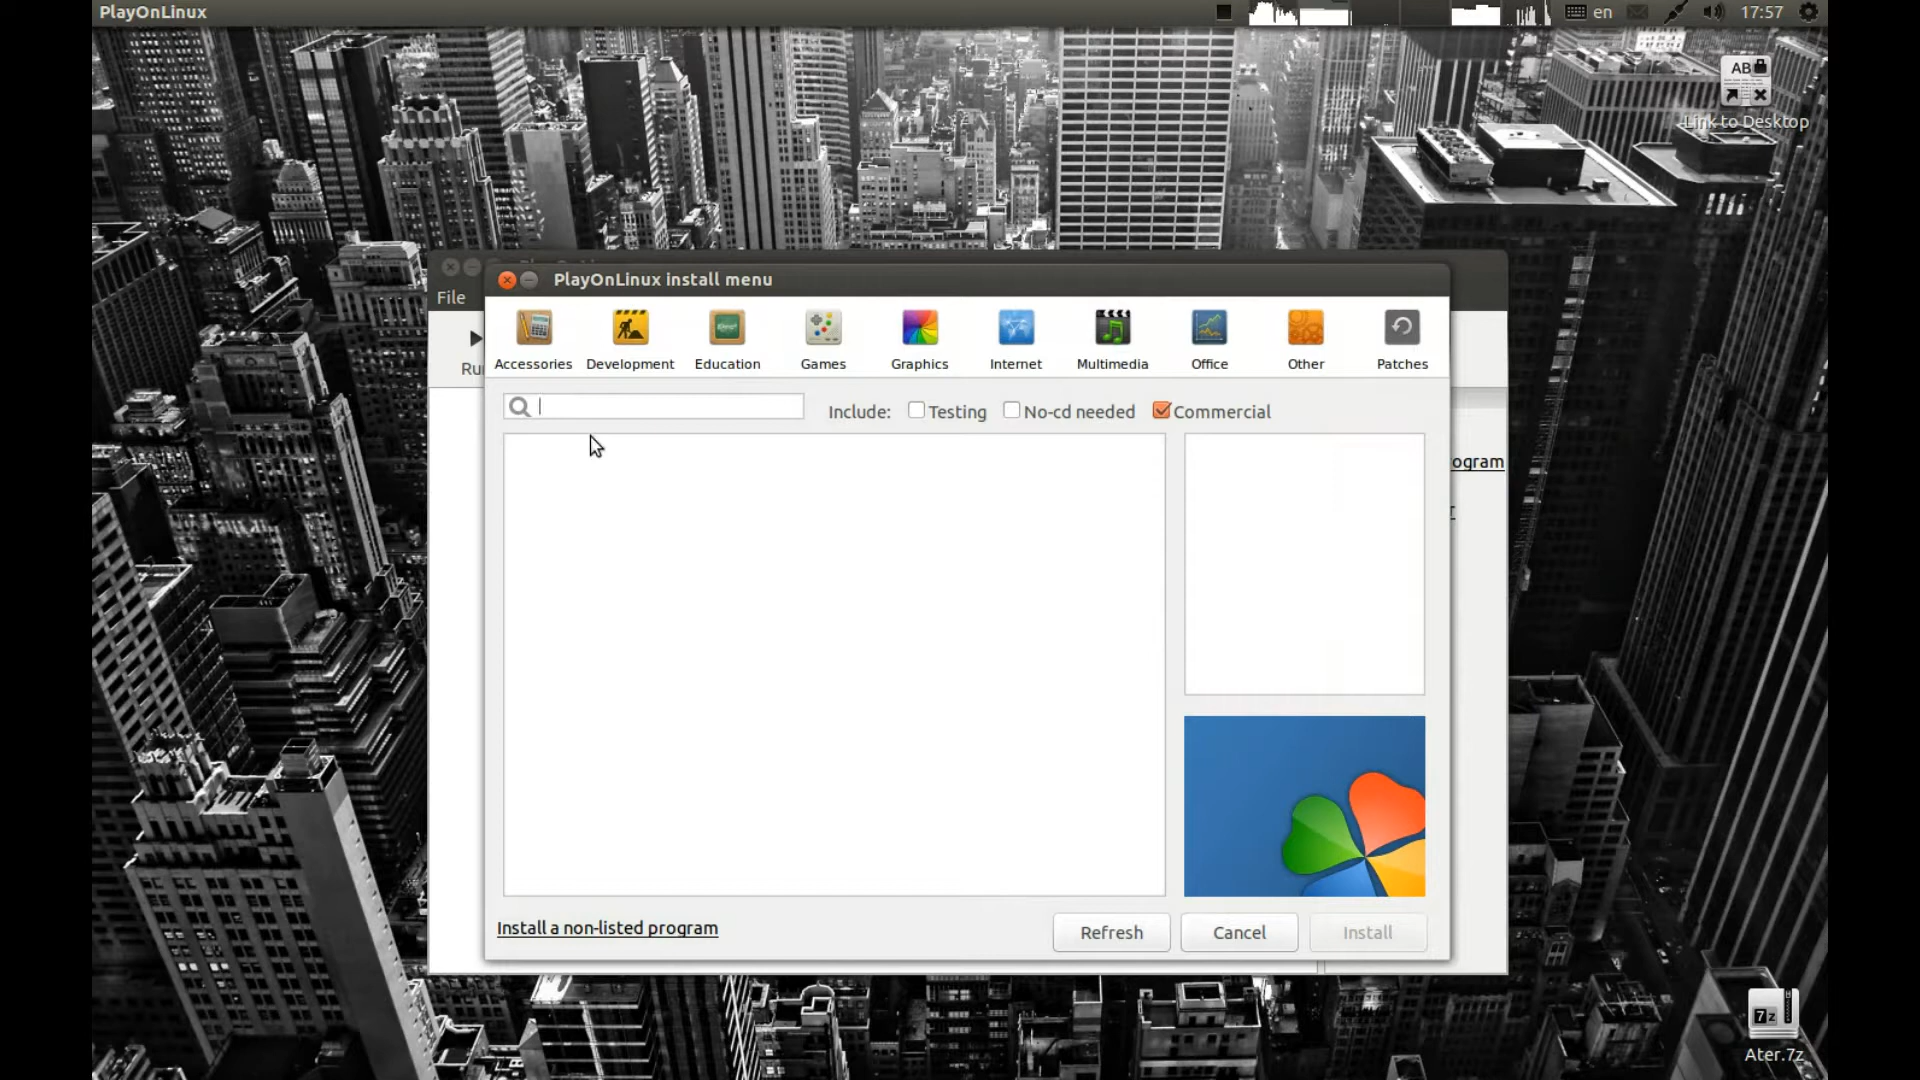 PlayOnLinux
en
17:57
AB
Link to Desktop
PlayOnLinux install menu
File
Accessories
Development
Education
Games
Graphics
Internet
Multimedia
Office
Other
Patches
Include:
Testing
No-cd needed
Commercial
ogram
Install a non-listed program
Refresh
Cancel
Install
7z
Ater.7z